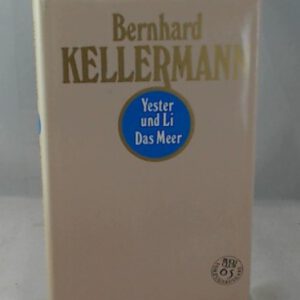 Bernhard
KELLERMANN
Yester
und Li
Das Meer